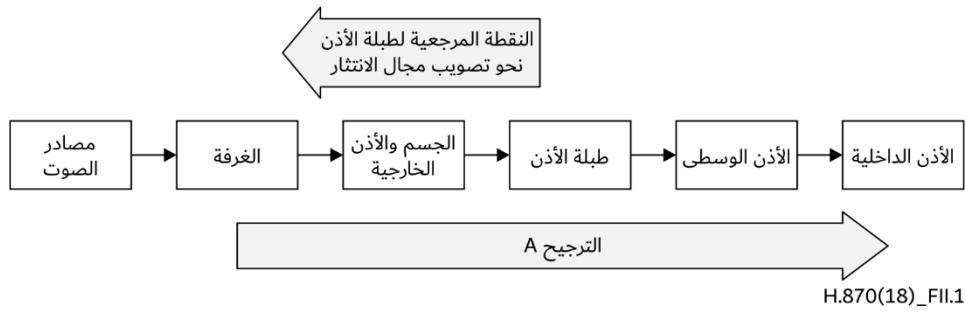 النقطة المرجعية لطبلة الأذن
نحو تصويب مجال الانتثار
مصادر
الصوت
الغرفة
الجسم والأذن
الخارجية
طبلة الأذن
الأذن الوسطى
الأذن الداخلية
الترجيح A
H.870(18)_FII.1